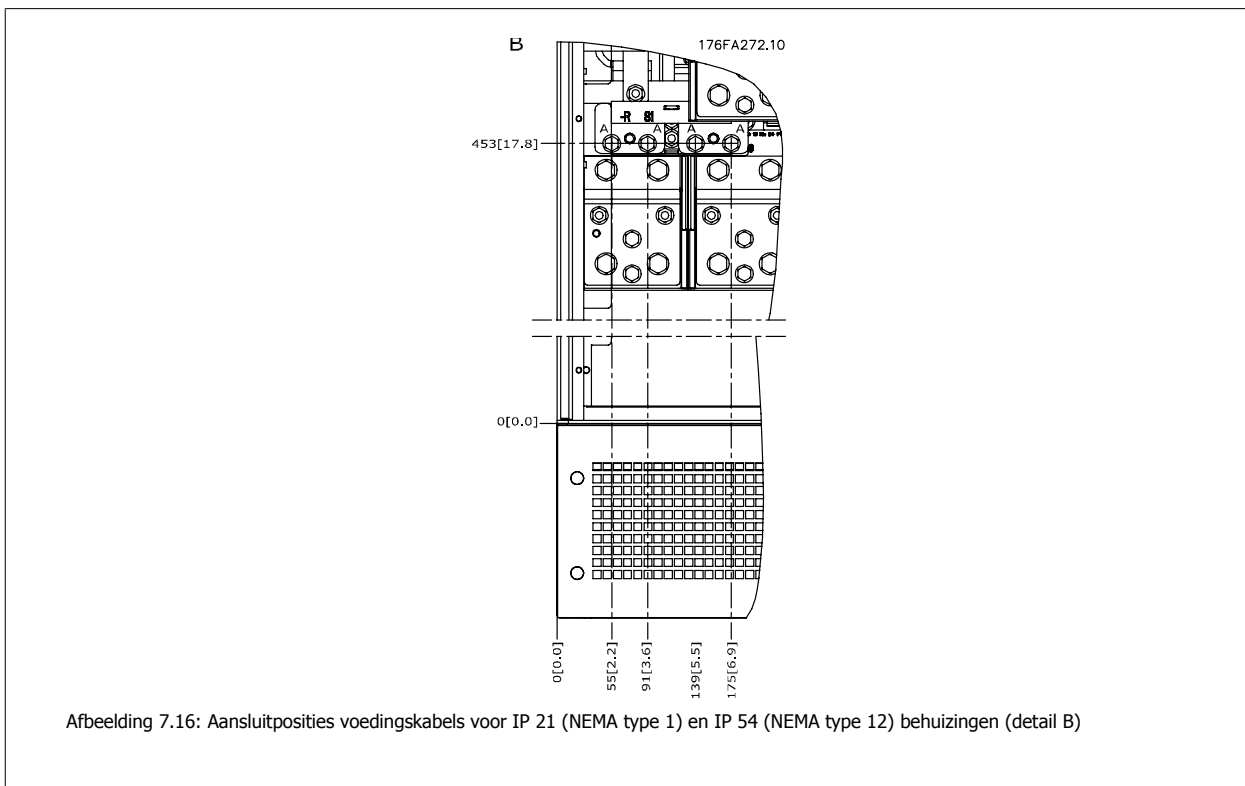 B 176FA272.10
-R 81
A A A A
453[17.8]
0[0.0]
0[0.0]
55[2.2]
91[3.6]
139[5.5]
175[6.9]
Afbeelding 7.16: Aansluitposities voedingskabels voor IP 21 (NEMA type 1) en IP 54 (NEMA type 12) behuizingen (detail B)